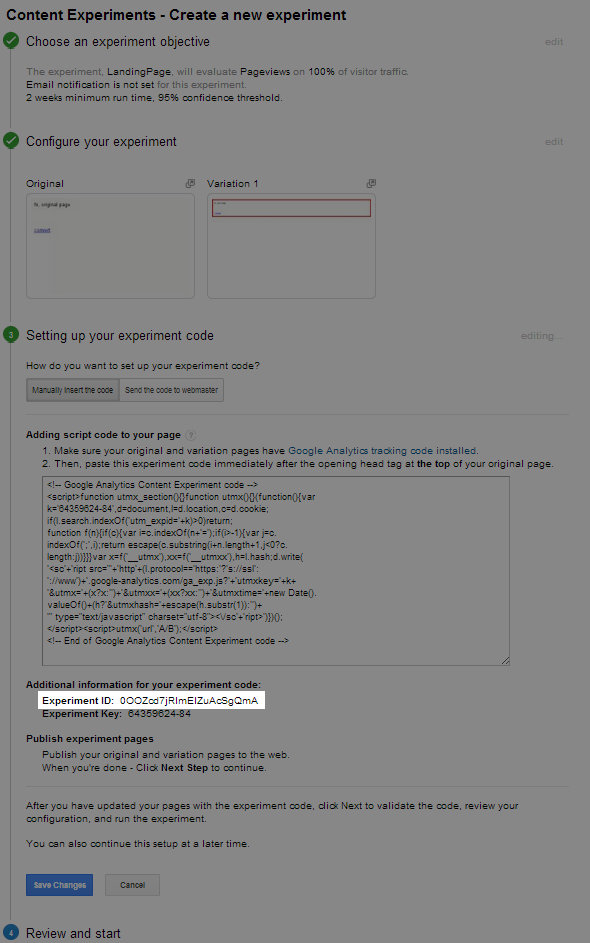 Content Experiments - Create a new experiment
Choose an experiment objective
edit
The experiment, LandingPage, will evaluate Pageviews on 100% of visitor traffic.
Email notification is not set for this experiment.
2 weeks minimum run time, 95% confidence threshold.
Configure your experiment
edit
Original
Variation 1
hi, original page
3
Setting up your experiment code
editing...
How do you want to set up your experiment code?
Manually insert the code
Send the code to webmaster
Adding script code to your page ?
1. Make sure your original and variation pages have Google Analytics tracking code installed.
2. Then, paste this experiment code immediately after the opening head tag at the top of your original page.
<!-- Google Analytics Content Experiment code -->
<script>function utmx_section(){}function utmx(){}(function(){var
k='64359624-84',d=document,l=d.location,c=d.cookie;
if(l.search.indexOf('utm_expid='+k)>0)return;
function f(n){if(c){var i=c.indexOf(n+'=');if(i>-1){var j=c.
indexOf(';',i);return escape(c.substring(i+n.length+1,j<0?c.
length:j))}}}var x=f('__utmx'),xx=f('__utmxx'),h=l.hash;d.write(
'<sc'+'ript src="'+'http'+(l.protocol=='https:'?'s://ssl':
'://www')+'.google-analytics.com/ga_exp.js?'+'utmxkey='+k+
'&utmx='+(x?x:'')+'&utmxx='+(xx?xx:'')+'&utmxtime='+new Date().
valueOf()+(h?'&utmxhash='+escape(h.substr(1)):'')+
'" type="text/javascript" charset="utf-8"><\/sc'+'ript>')})();
</script><script>utmx('url','A/B');</script>
<!-- End of Google Analytics Content Experiment code -->
Additional information for your experiment code:
Experiment ID: 0OOZcd7jRImEIZuAcSgQmA
Experiment Key: 64359624-84
Publish experiment pages
Publish your original and variation pages to the web.
When you're done - Click Next Step to continue.
After you have updated your pages with the experiment code, click Next to validate the code, review your
configuration, and run the experiment.
You can also continue this setup at a later time.
Save Changes
Cancel
4
Review and start